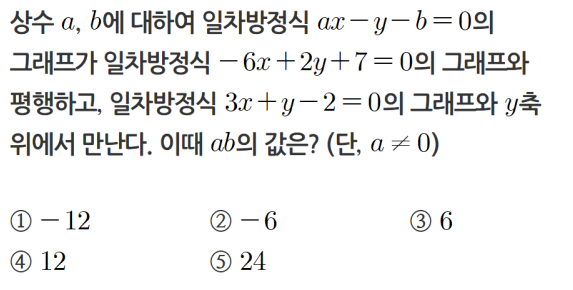 상수 a, b에 대하여 일차방정식 ax－y－b＝0의
그래프가 일차방정식 －6x＋2y＋7＝0의 그래프와
평행하고, 일차방정식 3x＋y－2＝0의 그래프와 y축
위에서 만난다. 이때 ab의 값은? (단, a ≠ 0)
① －12 ② －6 ③ 6
④ 12 ⑤ 24